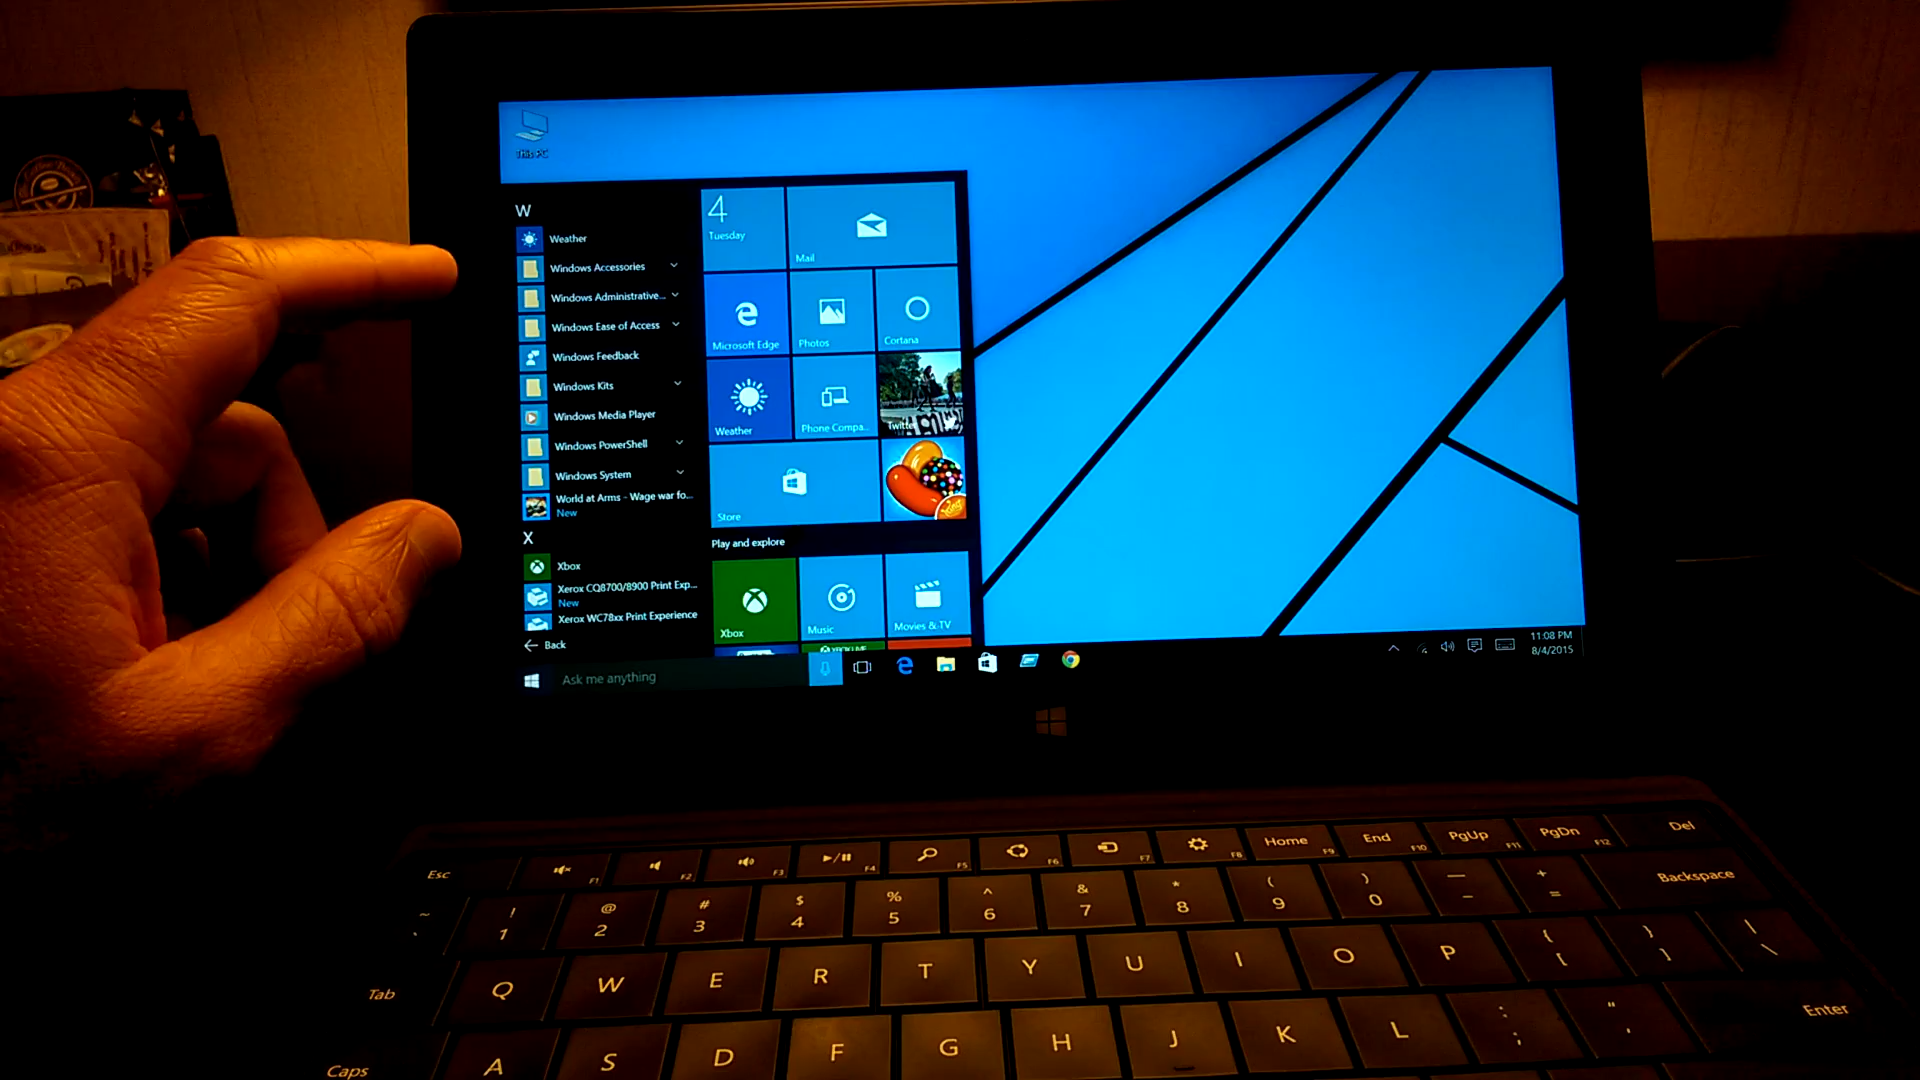 This PC
W
Weather
Windows Accessories
Windows Administrative...
Windows Ease of Access
Windows Feedback
Windows Kits
Windows Media Player
Windows PowerShell
Windows System
World at Arms - Wage war fo...
New
X
Xbox
Xerox CQ8700/8900 Print Exp...
New
Xerox WC78xx Print Experience
Back
4
Tuesday
Mail
Microsoft Edge
Photos
Cortana
Weather
Phone Compa...
Twitter
Store
King
Play and explore
Xbox
Music
Movies & TV
XBOX LIVE
Ask me anything
11:08 PM
8/4/2015
Esc F1 F2 F3 F4 F5 F6 F7 F8 Home F9 End F10 PgUp F11 PgDn F12 Del
~ ! @ # $ % ^ & * ( ) — +
` 1 2 3 4 5 6 7 8 9 0 - = Backspace
Tab Q W E R T Y U I O P { [ } ] | \
Caps A S D F G H J K L : ; " ' Enter